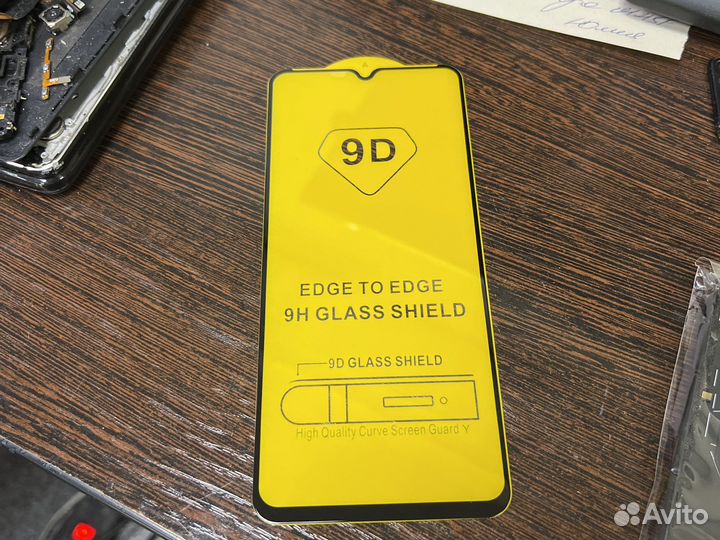 9D
EDGE TO EDGE
9H GLASS SHIELD
9D GLASS SHIELD
High Quality Curve Screen Guard Y
Avito